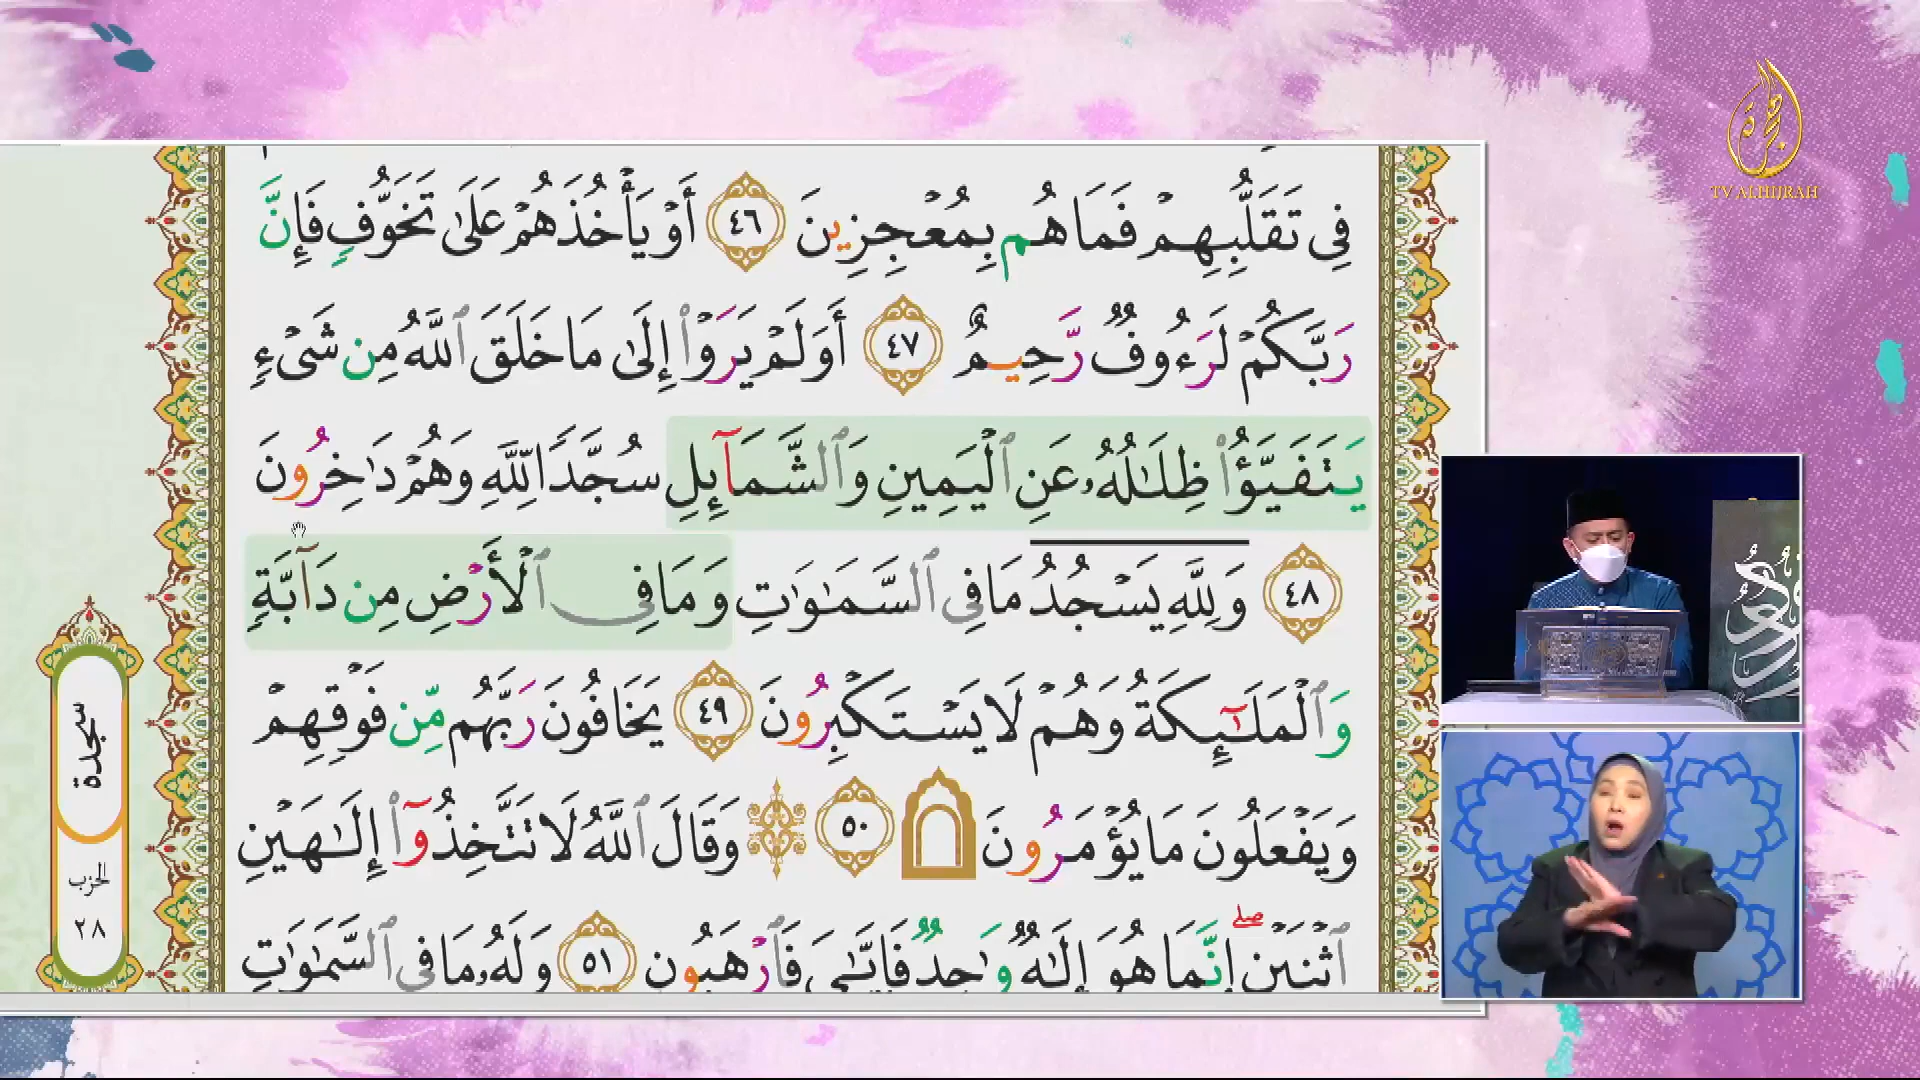 فِى تَقَلُّبِهِمْ فَمَا هُم بِمُعْجِزِينَ ٤٦ أَوْ يَأْخُذَهُمْ عَلَىٰ تَخَوُّفٍ فَإِنَّ
رَبَّكُمْ لَرَءُوفٌ رَّحِيمٌ ٤٧ أَوَلَمْ يَرَوْا۟ إِلَىٰ مَا خَلَقَ ٱللَّهُ مِن شَىْءٍ
يَتَفَيَّؤُا۟ ظِلَـٰلُهُۥ عَنِ ٱلْيَمِينِ وَٱلشَّمَآئِلِ سُجَّدًا لِّلَّهِ وَهُمْ دَٰخِرُونَ
٤٨ وَلِلَّهِ يَسْجُدُ مَا فِى ٱلسَّمَـٰوَٰتِ وَمَا فِى ٱلْأَرْضِ مِن دَآبَّةٍ
وَٱلْمَلَـٰٓئِكَةُ وَهُمْ لَا يَسْتَكْبِرُونَ ٤٩ يَخَافُونَ رَبَّهُم مِّن فَوْقِهِمْ
وَيَفْعَلُونَ مَا يُؤْمَرُونَ ٥٠ وَقَالَ ٱللَّهُ لَا تَتَّخِذُوٓا۟ إِلَـٰهَيْنِ
ٱثْنَيْنِ ۖ إِنَّمَا هُوَ إِلَـٰهٌ وَٰحِدٌ فَإِيَّـٰىَ فَٱرْهَبُونِ ٥١ وَلَهُۥ مَا فِى ٱلسَّمَـٰوَٰتِ
سجدة
الحزب
٢٨
TV ALHIJRAH